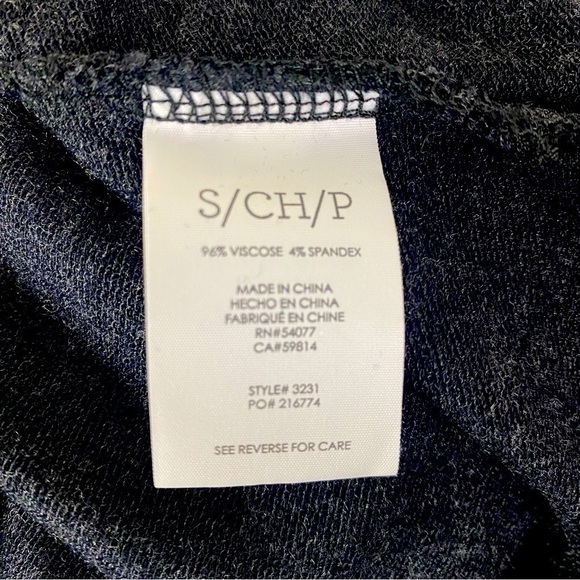 S/CH/P
96% VISCOSE 4% SPANDEX
MADE IN CHINA
HECHO EN CHINA
FABRIQUÉ EN CHINE
RN#54077
CA#59814
STYLE# 3231
PO# 216774
SEE REVERSE FOR CARE